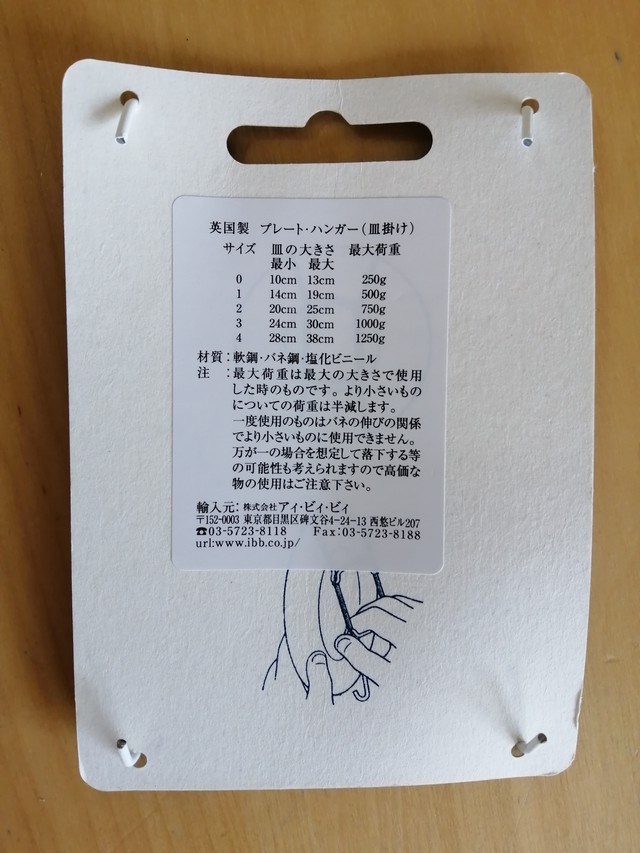 英国製 プレート・ハンガー(皿掛け)
サイズ 皿の大きさ 最大荷重
最小 最大
0 10cm 13cm 250g
1 14cm 19cm 500g
2 20cm 25cm 750g
3 24cm 30cm 1000g
4 28cm 38cm 1250g
材質：軟鋼・バネ鋼・塩化ビニール
注 ：最大荷重は最大の大きさで使用
した時のものです。より小さいもの
についての荷重は半減します。
一度使用のものはバネの伸びの関係
でより小さいものに使用できません。
万が一の場合を想定して落下する等
の可能性も考えられますので高価な
物の使用はご注意下さい。
輸入元：株式会社 アイ・ビィ・ビィ
〒152-0003 東京都目黒区碑文谷4-24-13 西悠ビル207
☎03-5723-8118 Fax:03-5723-8188
url:www.ibb.co.jp/